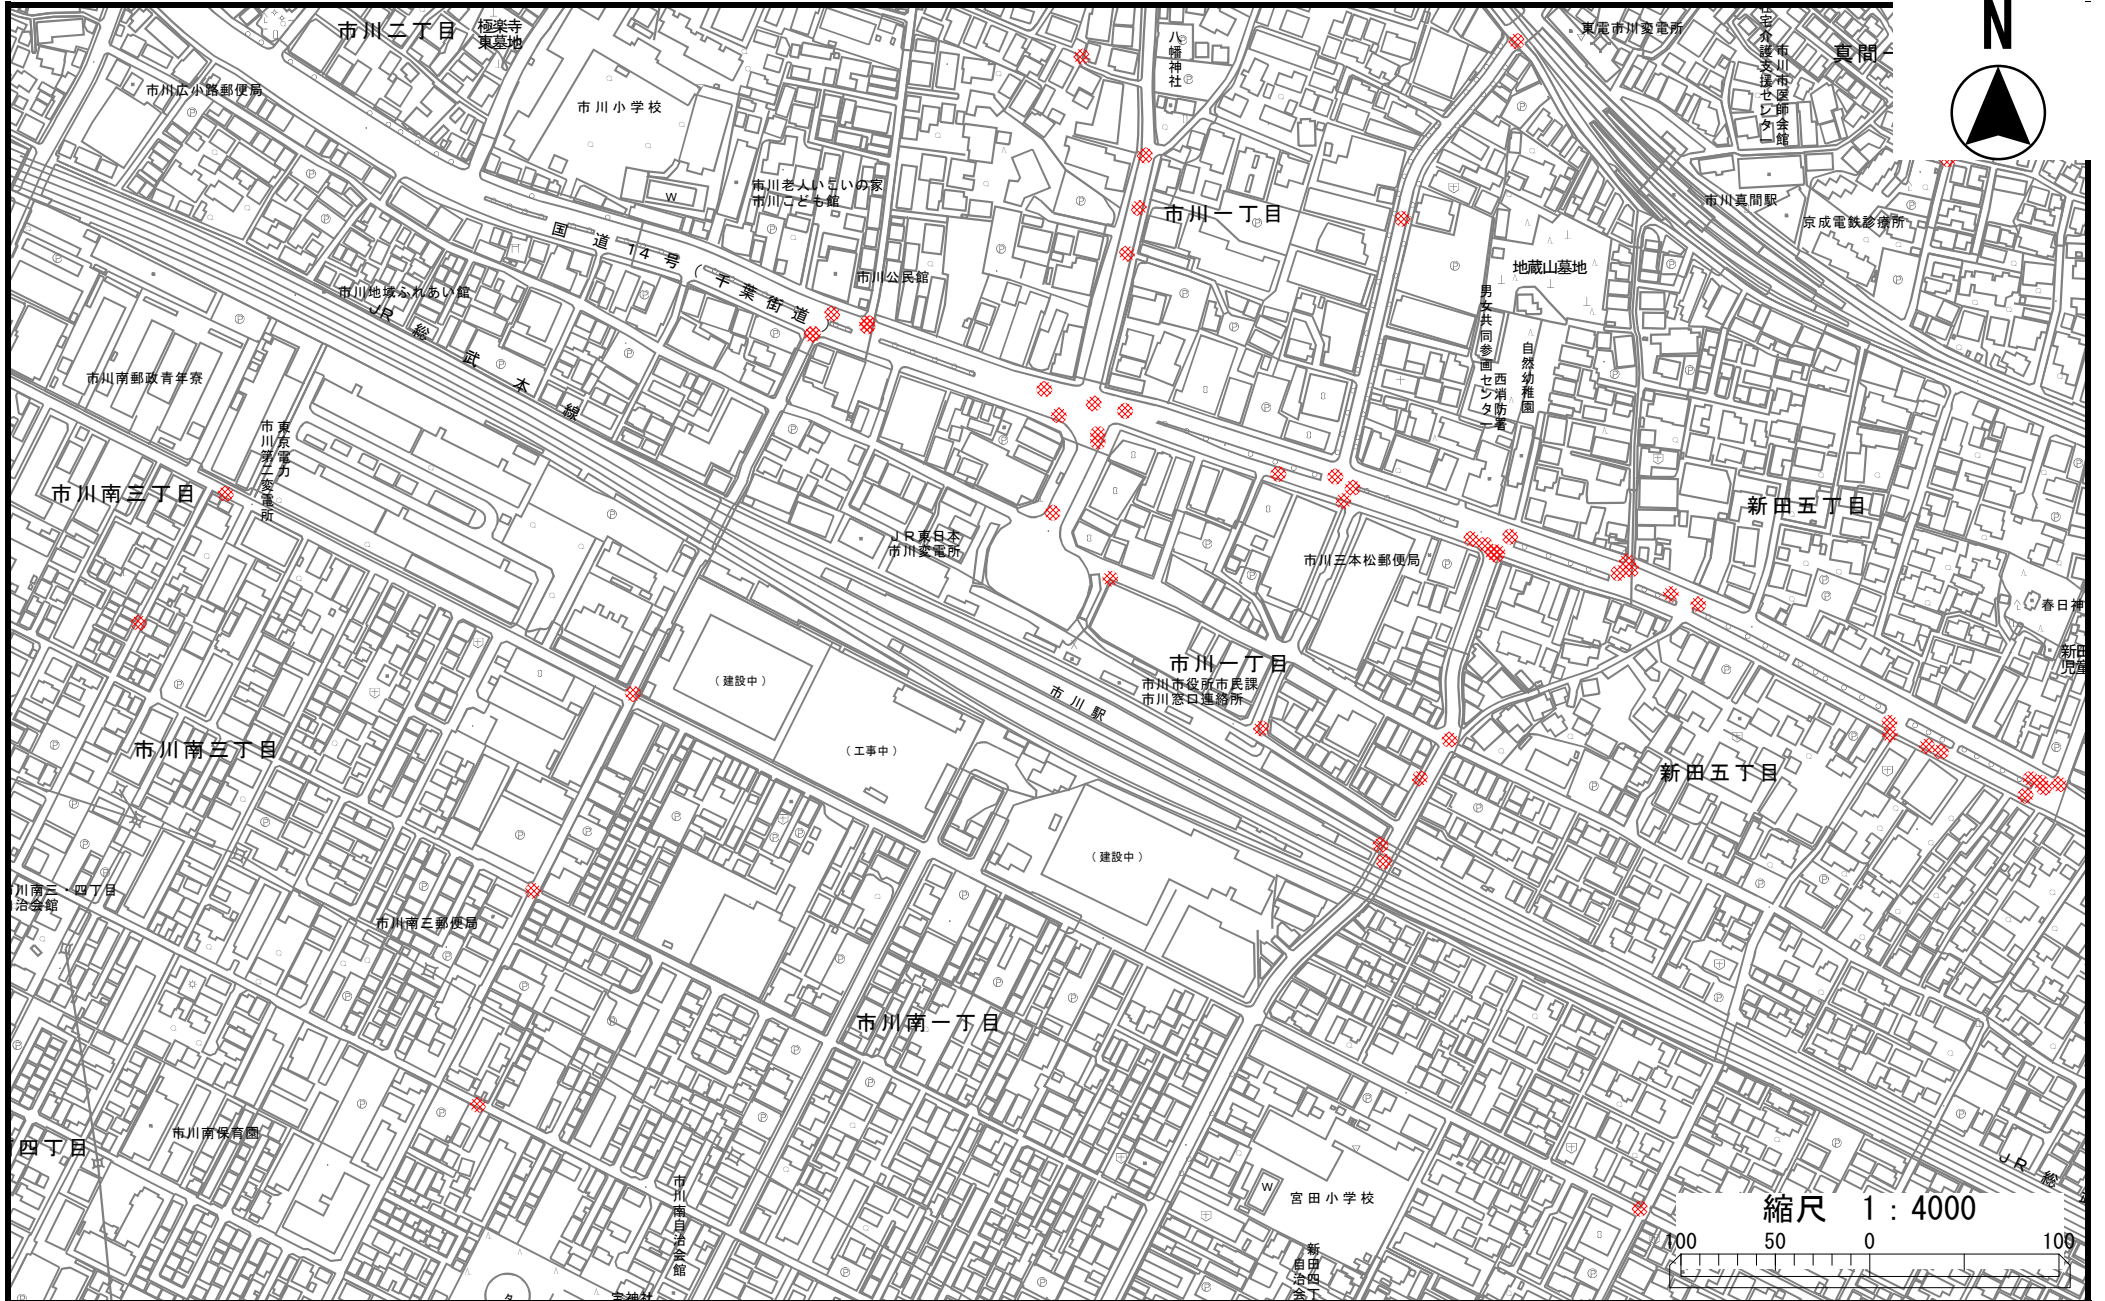 市川二丁目
極楽寺
東墓地
市川広小路郵便局
市川小学校
八幡神社
東電市川変電所
市川市医師会館
真間一
N
市川老人いこいの家
市川こども館
W
市川一丁目
市川真間駅
京成電鉄診療所
国道14号(千葉街道)
市川公民館
地蔵山墓地
市川地域ふれあい館
JR総武本線
男女共同参画センター
西消防署
自然幼稚園
市川南郵政青年寮
東京電力
市川第二変電所
市川南三丁目
新田五丁目
JR東日本
市川変電所
市川三本松郵便局
春日神
新田
児童
(建設中)
市川一丁目
市川市役所市民課
市川窓口連絡所
市川駅
市川南三丁目
(工事中)
新田五丁目
(建設中)
川南三・四丁目
治会館
市川南三郵便局
市川南一丁目
市川南保育園
四丁目
市川南自治会館
W
宮田小学校
JR総
縮尺 1:4000
100 50 0 100
新田四丁
自治会